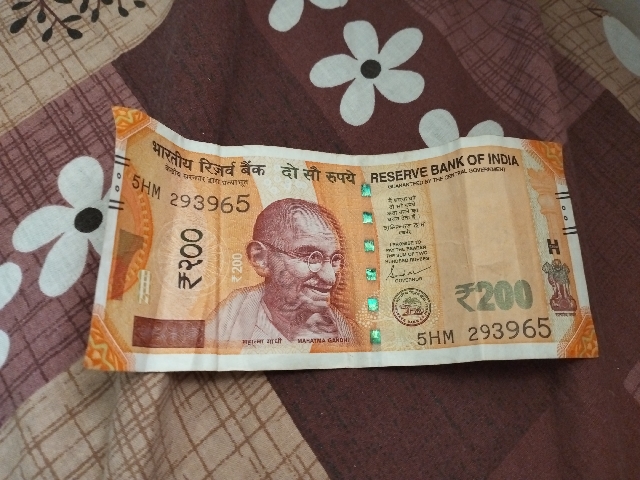 भारतीय रिज़र्व बैंक दो सौ रुपये RESERVE BANK OF INDIA
केन्द्रीय सरकार द्वारा प्रत्याभूत (GUARANTEED BY THE CENTRAL GOVERNMENT)
5HM 293965
₹२००
₹200
I PROMISE TO
PAY THE BEARER
THE SUM OF TWO
HUNDRED RUPEES
GOVERNOR
H
₹200
महात्मा गांधी MAHATMA GANDHI
5HM 293965